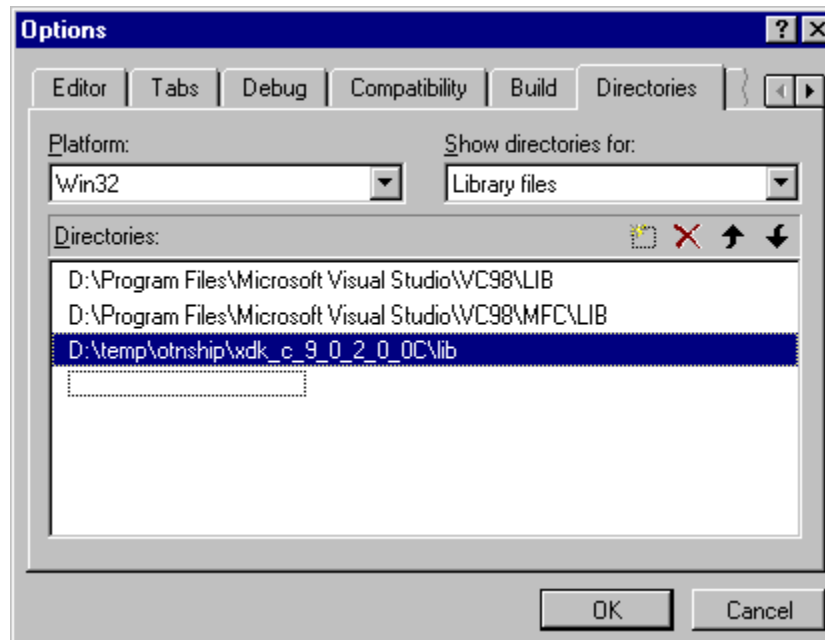 Options
Editor Tabs Debug Compatibility Build Directories
Platform: Show directories for:
Win32 Library files
Directories:
D:\Program Files\Microsoft Visual Studio\VC98\LIB
D:\Program Files\Microsoft Visual Studio\VC98\MFC\LIB
D:\temp\otnship\xdk_c_9_0_2_0_0C\lib
OK Cancel